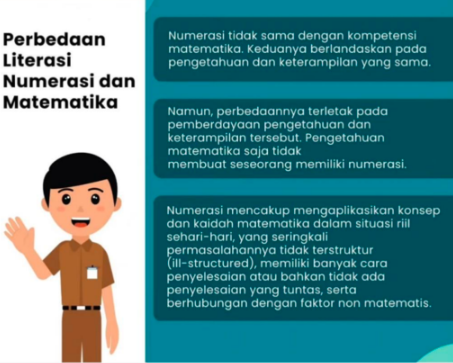 Perbedaan
Literasi
Numerasi dan
Matematika
Numerasi tidak sama dengan kompetensi
matematika. Keduanya berlandaskan pada
pengetahuan dan keterampilan yang sama.
Namun, perbedaannya terletak pada
pemberdayaan pengetahuan dan
keterampilan tersebut. Pengetahuan
matematika saja tidak
membuat seseorang memiliki numerasi.
Numerasi mencakup mengaplikasikan konsep
dan kaidah matematika dalam situasi riil
sehari-hari, yang seringkali
permasalahannya tidak terstruktur
(ill-structured), memiliki banyak cara
penyelesaian atau bahkan tidak ada
penyelesaian yang tuntas, serta
berhubungan dengan faktor non matematis.